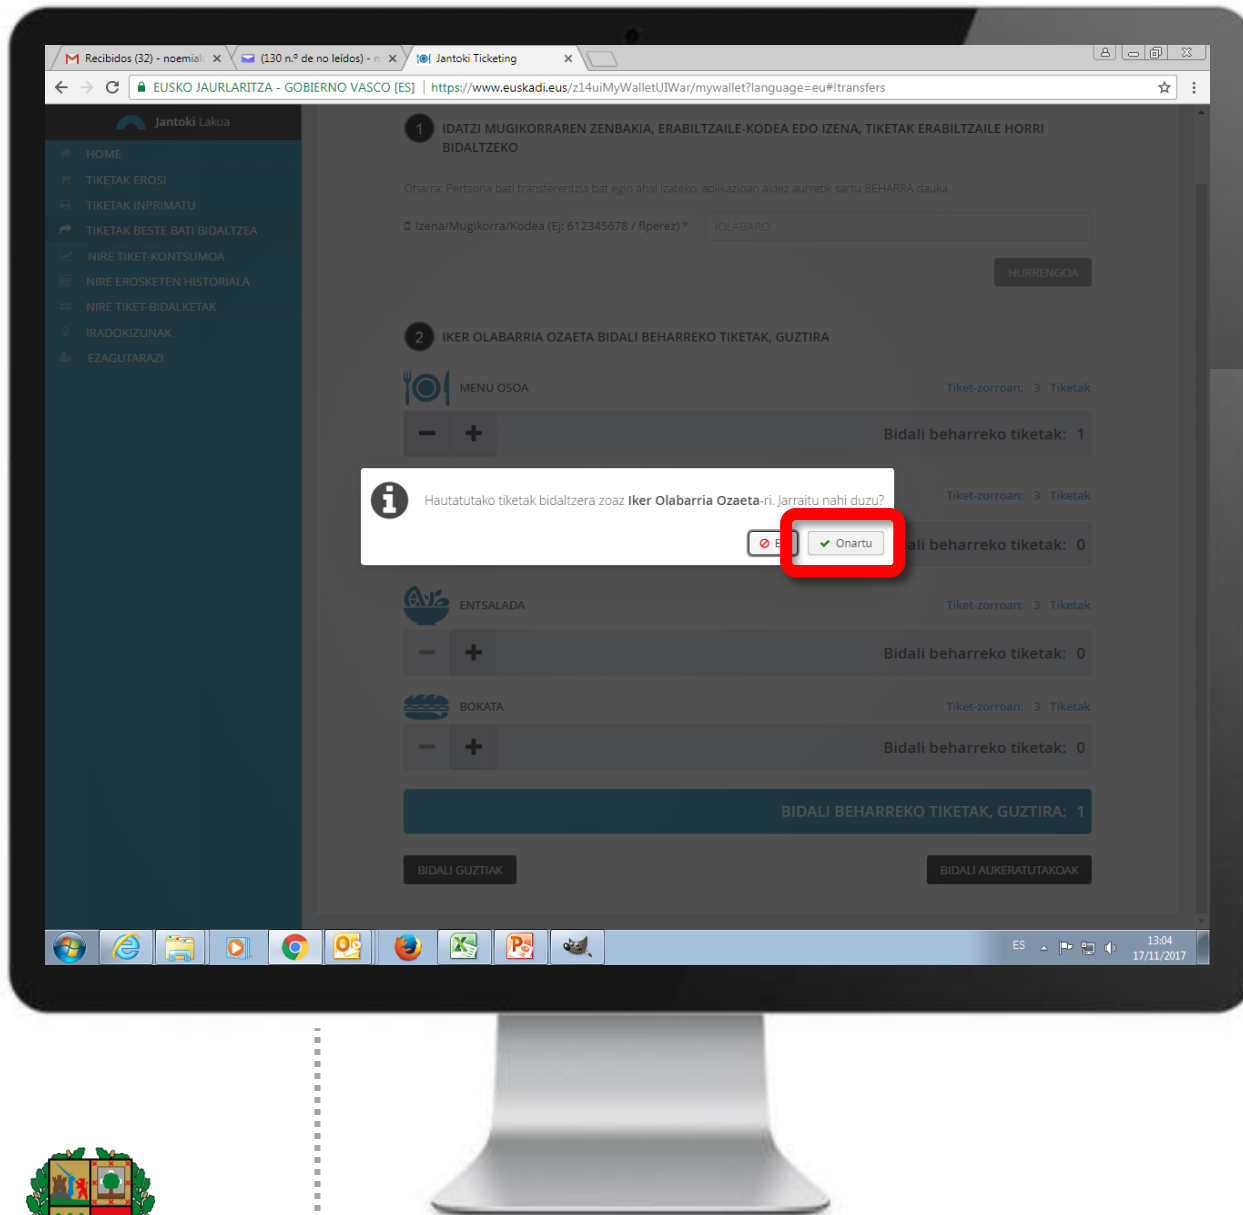 Recibidos (32) - noemial
(130 n.º de no leídos) - n
Jantoki Ticketing
EUSKO JAURLARITZA - GOBIERNO VASCO [ES]
https://www.euskadi.eus/z14uiMyWalletUIWar/mywallet?language=eu#!transfers
Jantoki Lakua
HOME
TIKETAK EROSI
TIKETAK INPRIMATU
TIKETAK BESTE BATI BIDALTZEA
NIRE TIKET-KONTSUMOA
NIRE EROSKETEN HISTORIALA
NIRE TIKET-BIDALKETAK
IRADOKIZUNAK
EZAGUTARAZI
1 IDATZI MUGIKORRAREN ZENBAKIA, ERABILTZAILE-KODEA EDO IZENA, TIKETAK ERABILTZAILE HORRI
BIDALTZEKO
Oharra: Pertsona bati transferentzia bat egin ahal izateko, aplikazioan aldez aurretik sartu BEHARRA dauka.
Izena/Mugikorra/Kodea (Ej: 612345678 / flperez) *
IOLABARO
HURRENGOA
2 IKER OLABARRIA OZAETA BIDALI BEHARREKO TIKETAK, GUZTIRA
MENU OSOA
Tiket-zorroan: 3 Tiketak
Bidali beharreko tiketak: 1
Hautatutako tiketak bidaltzera zoaz Iker Olabarria Ozaeta-ri. Jarraitu nahi duzu?
Onartu
Tiket-zorroan: 3 Tiketak
ali beharreko tiketak: 0
ENTSALADA
Tiket-zorroan: 3 Tiketak
Bidali beharreko tiketak: 0
BOKATA
Tiket-zorroan: 3 Tiketak
Bidali beharreko tiketak: 0
BIDALI BEHARREKO TIKETAK, GUZTIRA: 1
BIDALI GUZTIAK
BIDALI AUKERATUTAKOAK
ES
13:04
17/11/2017